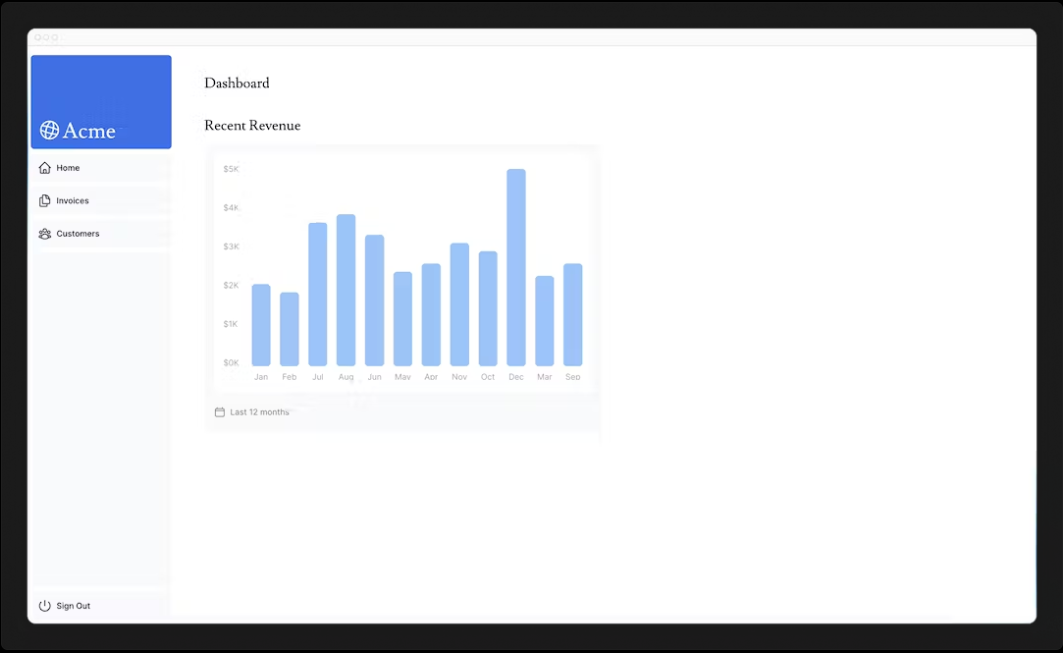 Acme
Home
Invoices
Customers
Sign Out
Dashboard
Recent Revenue
$5K
$4K
$3K
$2K
$1K
$0K
Jan Feb Jul Aug Jun May Apr Nov Oct Dec Mar Sep
Last 12 months